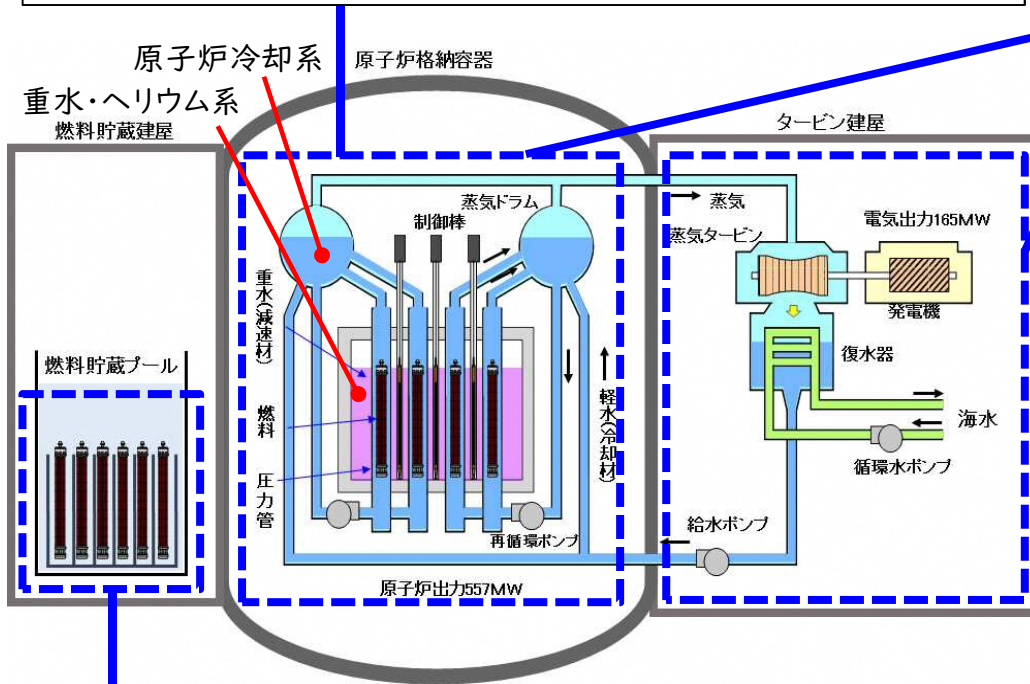 原子炉冷却系
原子炉格納容器
重水・ヘリウム系
燃料貯蔵建屋
タービン建屋
蒸気ドラム
蒸気
制御棒
電気出力165MW
蒸気タービン
重水(減速材)
発電機
復水器
燃料貯蔵プール
軽水(冷却材)
燃料
海水
循環水ポンプ
圧力管
給水ポンプ
再循環ポンプ
原子炉出力557MW